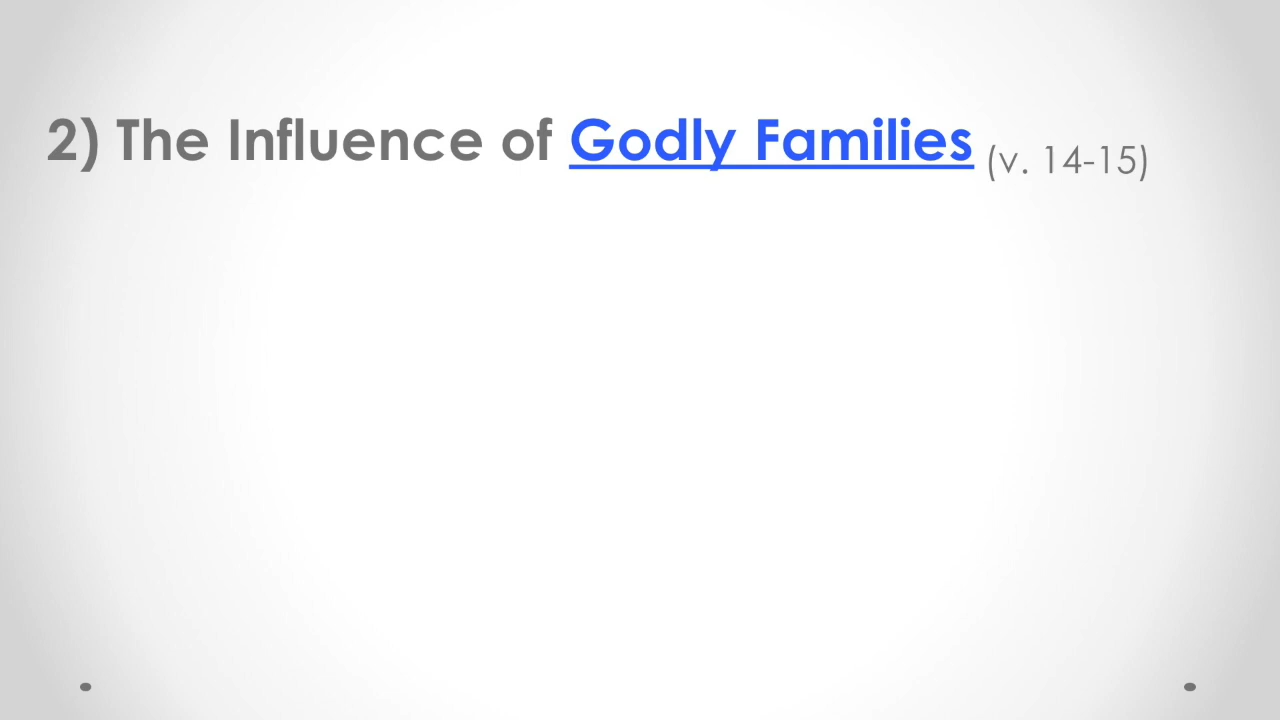 2) The Influence of Godly Families (v. 14-15)